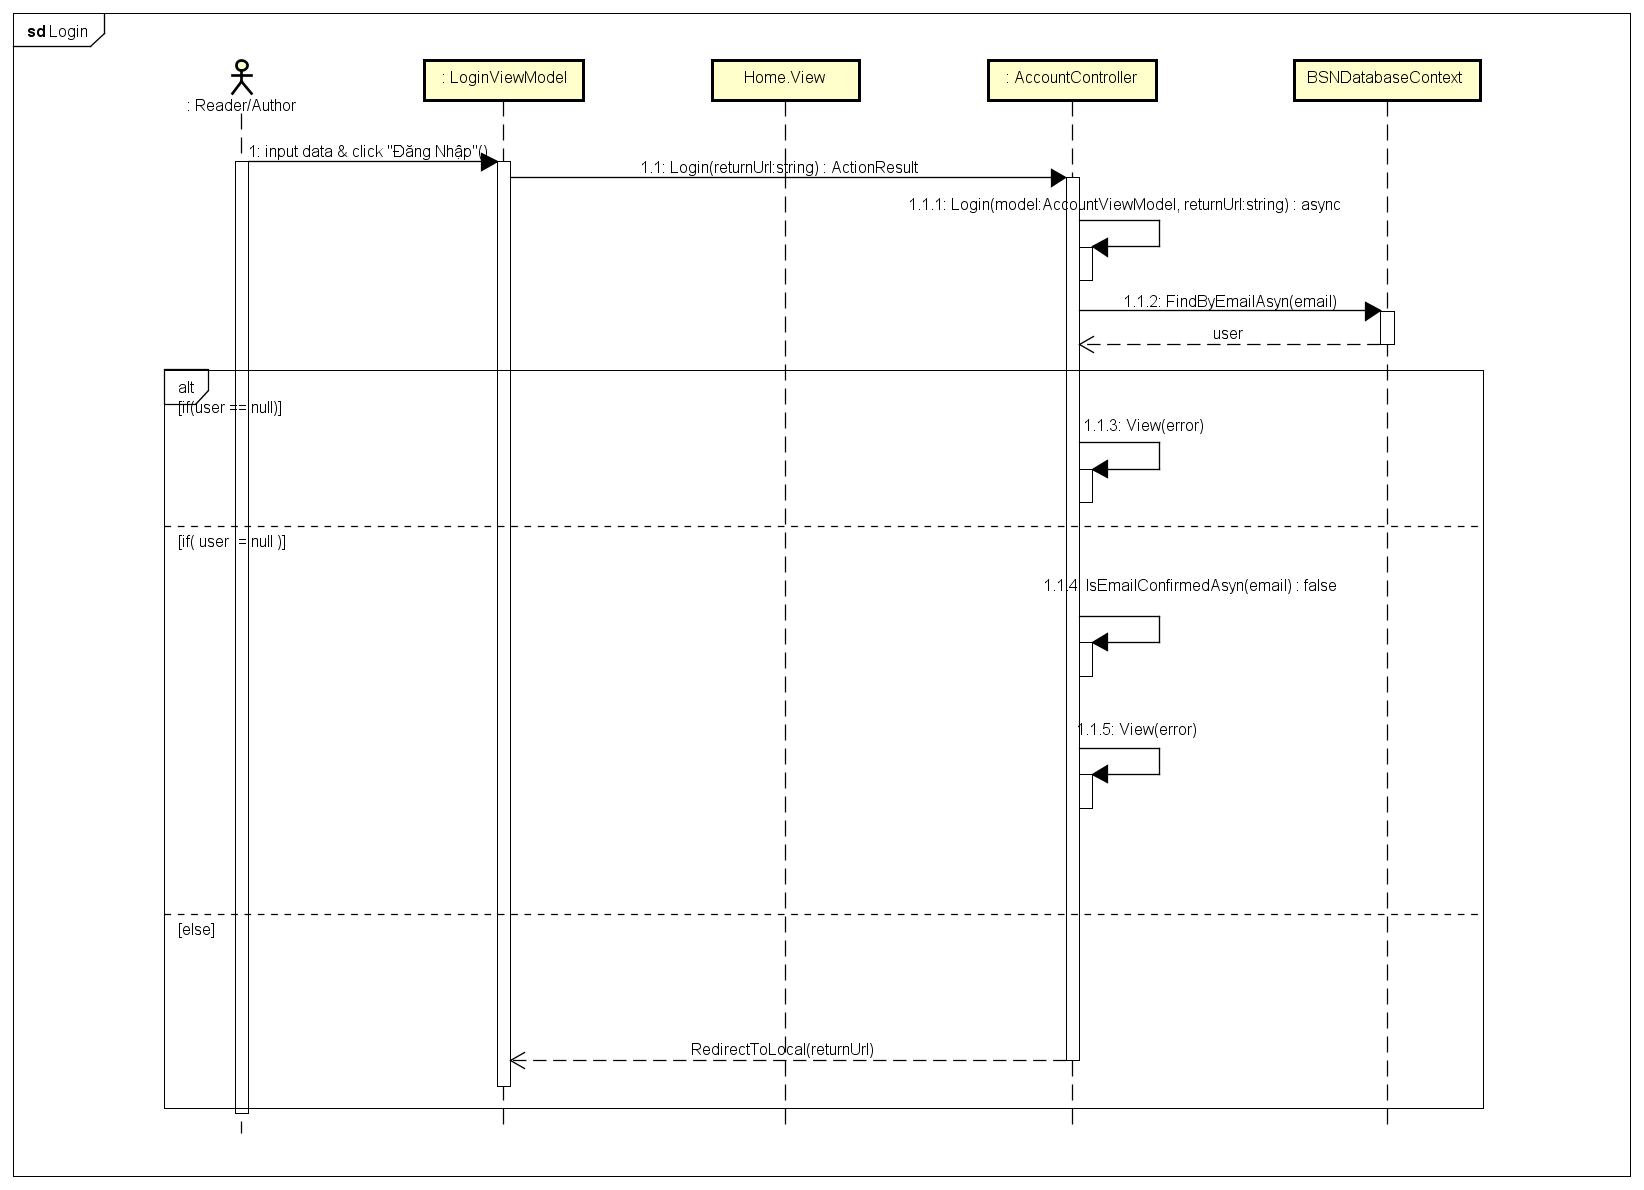 sd Login
: Reader/Author
: LoginViewModel
Home.View
: AccountController
BSNDatabaseContext
1: input data & click "Đăng Nhập"()
1.1: Login(returnUrl:string) : ActionResult
1.1.1: Login(model:AccountViewModel, returnUrl:string) : async
1.1.2: FindByEmailAsyn(email)
user
alt
[if(user == null)]
1.1.3: View(error)
[if( user != null )]
1.1.4: IsEmailConfirmedAsyn(email) : false
1.1.5: View(error)
[else]
RedirectToLocal(returnUrl)